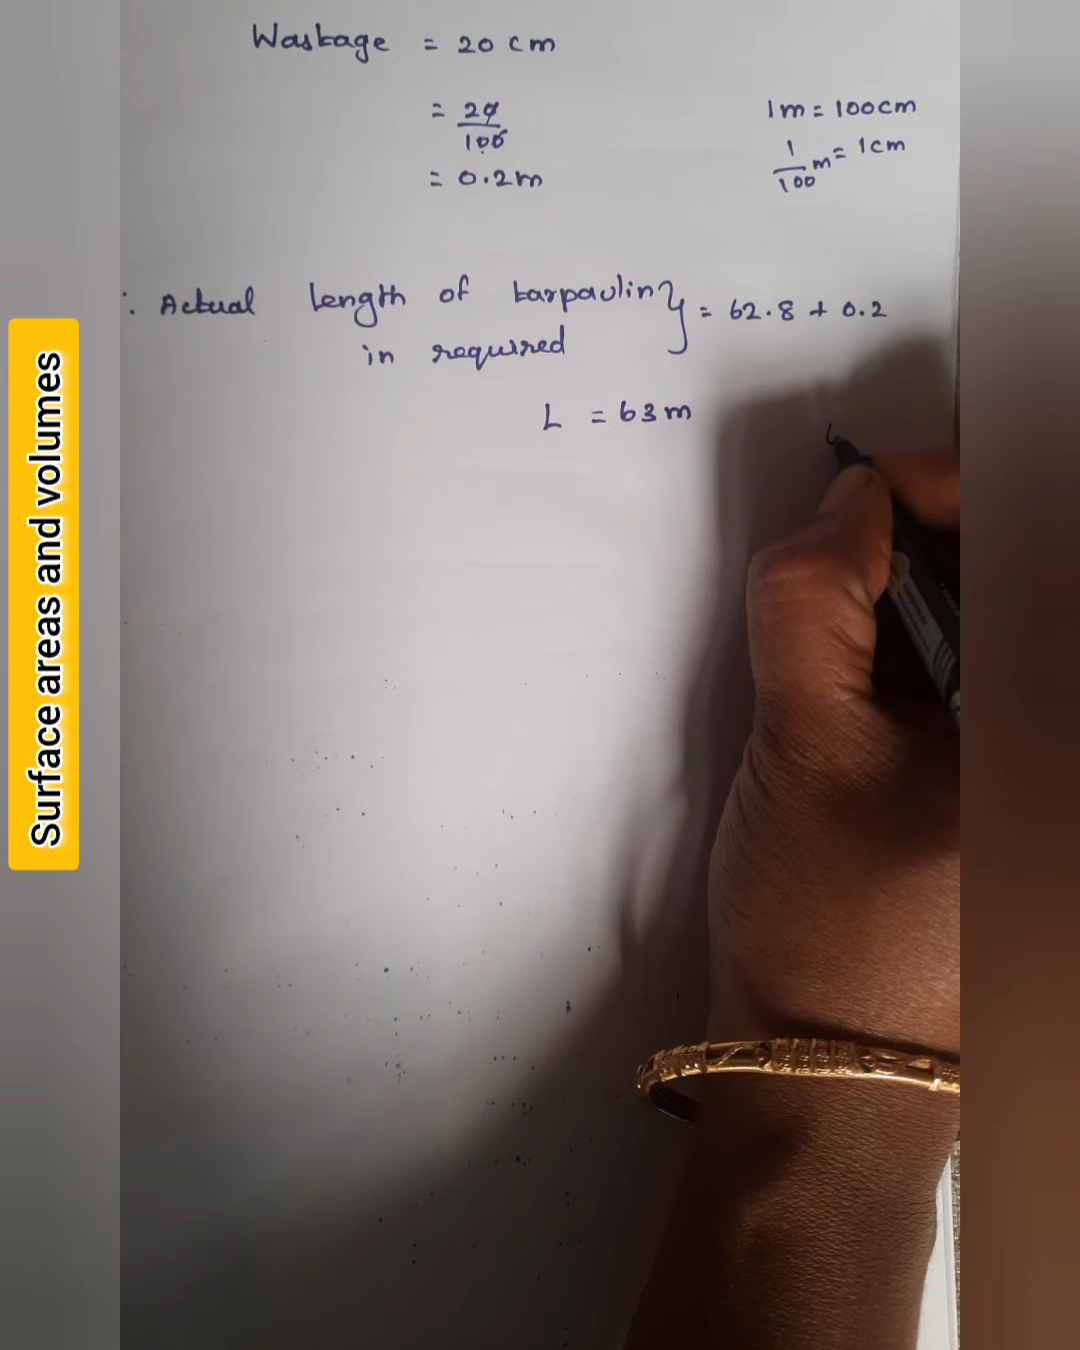 Wastage = 20 cm
= 20/100
1m = 100cm
1/100 m = 1cm
= 0.2m
∴ Actual length of tarpaulin } = 62.8 + 0.2
in required
L = 63m
Surface areas and volumes